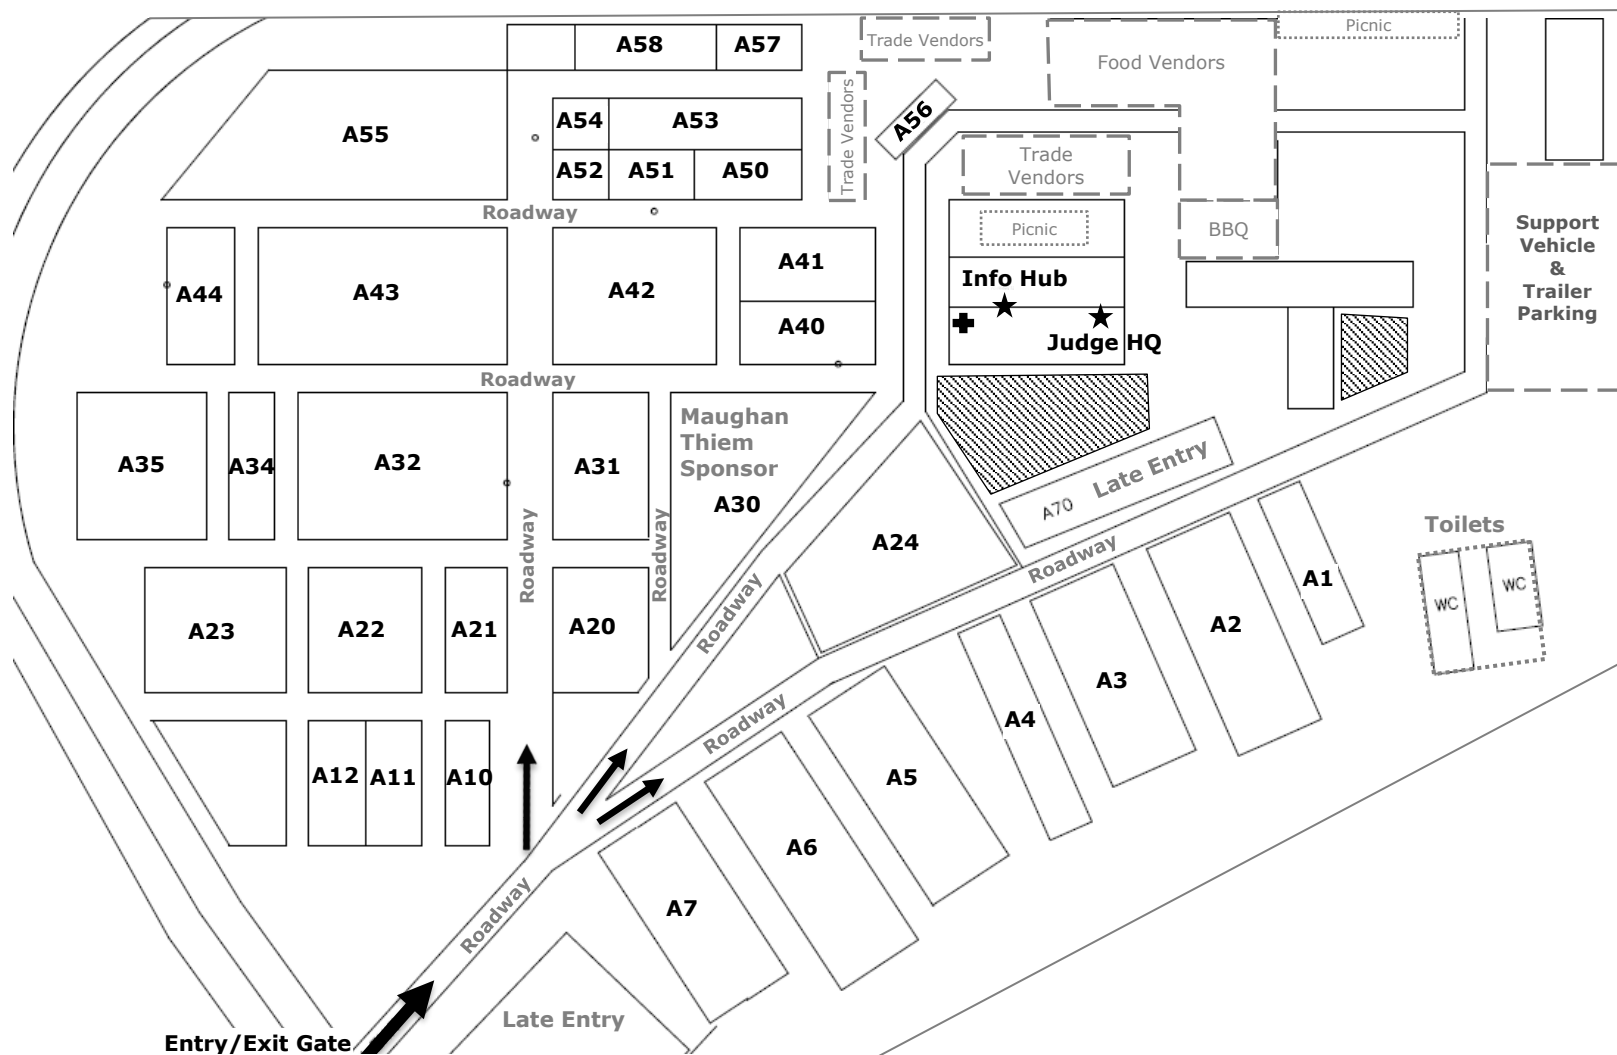 Picnic
Trade Vendors
A58
A57
Food Vendors
Trade Vendors
A56
A55
A54
A53
A52
A51
A50
Trade
Vendors
Roadway
Picnic
BBQ
Support
Vehicle
&
Trailer
Parking
A44
A43
A42
A41
A40
Info Hub
Judge HQ
Roadway
Maughan
Thiem
Sponsor
A30
A35
A34
A32
A31
Late Entry
A70
A24
Roadway
Roadway
Roadway
Toilets
WC
WC
A1
A2
A3
A4
A23
A22
A21
A20
Roadway
Roadway
A5
A12
A11
A10
A6
A7
Roadway
Late Entry
Entry/Exit Gate